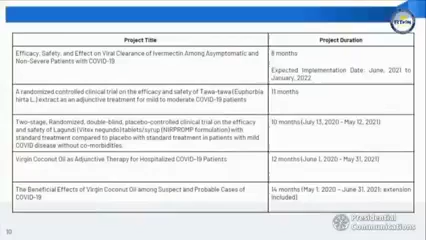 Project Title
Project Duration
Efficacy, Safety, and Effect on Viral Clearance of Ivermectin Among Asymptomatic and
Non-Severe Patients with COVID-19
8 months
Expected Implementation Date: June, 2021 to
January, 2022
A randomized controlled clinical trial on the efficacy and safety of Tawa-tawa (Euphorbia
hirta L.) extract as an adjunctive treatment for mild to moderate COVID-19 patients
11 months
Two-stage, Randomized, double-blind, placebo-controlled clinical trial on the efficacy
and safety of Lagundi (Vitex negundo) tablets/syrup (NIRPROMP formulation) with
standard treatment compared to placebo with standard treatment in patients with mild
COVID disease without co-morbidities.
10 months (July 13, 2020 - May 12, 2021)
Virgin Coconut Oil as Adjunctive Therapy for Hospitalized COVID-19 Patients
12 months (June 1, 2020 - May 31, 2021)
The Beneficial Effects of Virgin Coconut Oil among Suspect and Probable Cases of
COVID-19
14 months (May 1, 2020 - June 31, 2021; extension
included)
10
Presidential
Communications